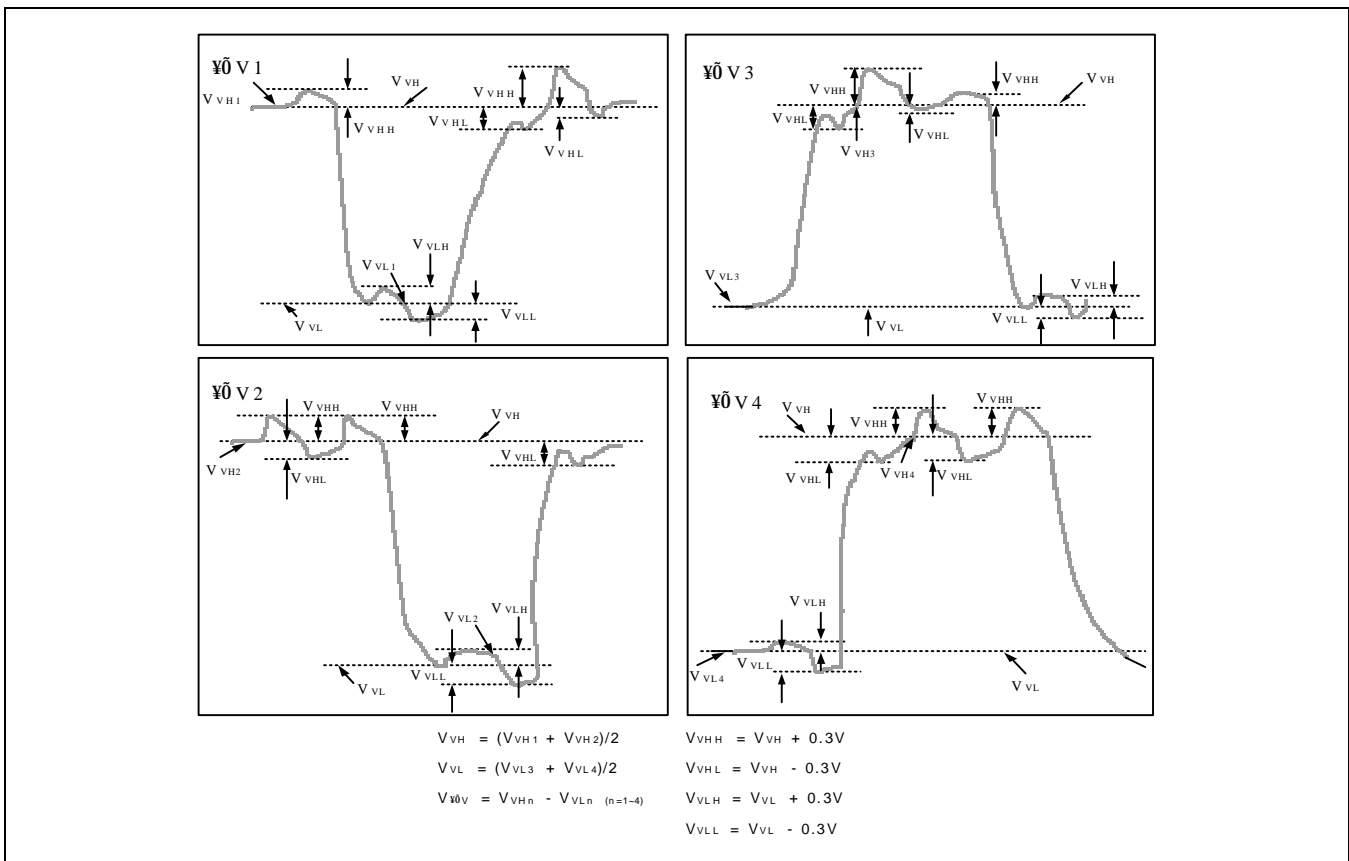 ¥Õ V 1
V VH1
V VHH
V VH
V VHH
V VHL
V VHL
V VLH
V VL1
V VLL
V VL
¥Õ V 3
V VHH
V VHL
V VH3
V VHL
V VHH
V VH
V VL3
V VL
V VLH
V VLL
¥Õ V 2
V VHH
V VHH
V VH
V VH2
V VHL
V VHL
V VL2
V VLH
V VLL
V VL
¥Õ V 4
V VH
V VHH
V VHH
V VHL
V VH4
V VHL
V VLH
V VLL
V VL4
V VL
VVH = (VVH1 + VVH2)/2
VVL = (VVL3 + VVL4)/2
V¥ÕV = VVHn - VVLn (n=1~4)
VVHH = VVH + 0.3V
VVHL = VVH - 0.3V
VVLH = VVL + 0.3V
VVLL = VVL - 0.3V